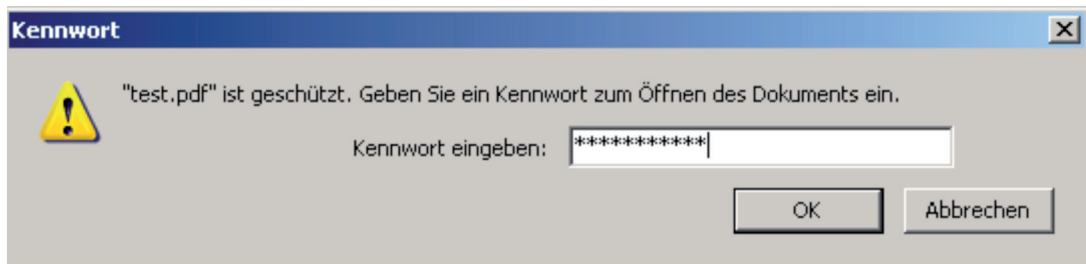 Kennwort
"test.pdf" ist geschützt. Geben Sie ein Kennwort zum Öffnen des Dokuments ein.
Kennwort eingeben: ***********
OK Abbrechen